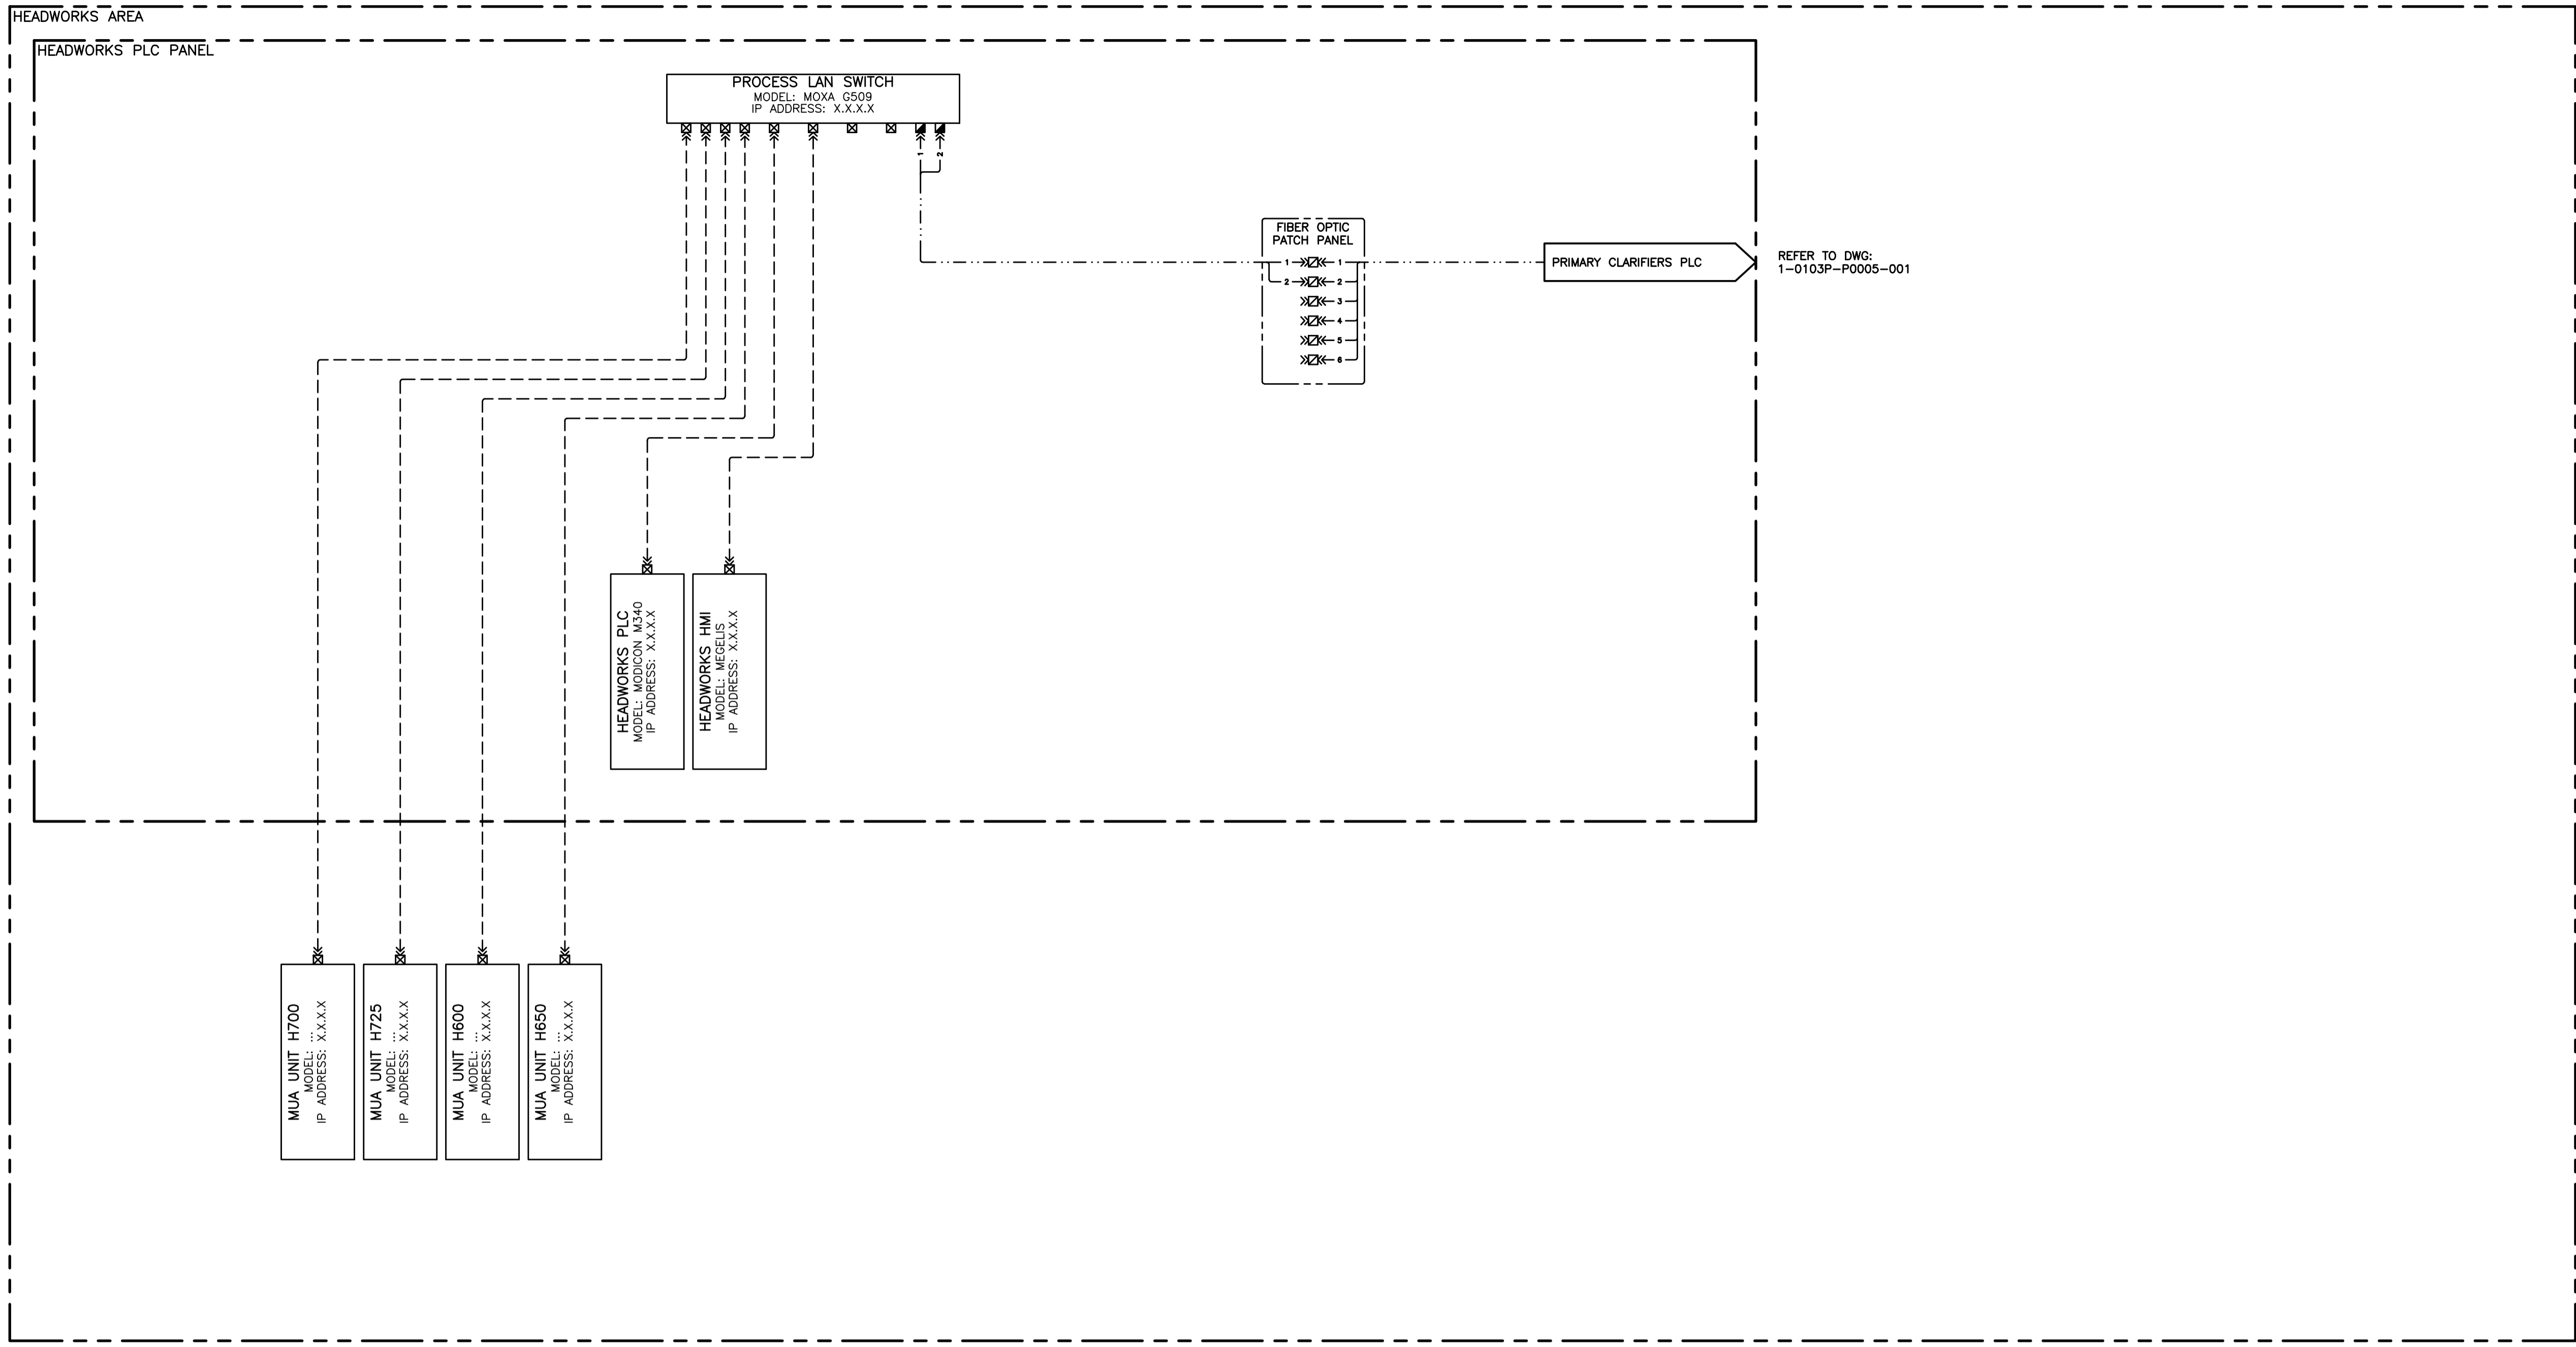 HEADWORKS AREA
HEADWORKS PLC PANEL
PROCESS LAN SWITCH
MODEL: MOXA G509
IP ADDRESS: X.X.X.X
1
2
FIBER OPTIC
PATCH PANEL
1 1
2 2
3
4
5
6
PRIMARY CLARIFIERS PLC
REFER TO DWG:
1-0103P-P0005-001
HEADWORKS PLC
MODEL: MODICON M340
IP ADDRESS: X.X.X.X
HEADWORKS HMI
MODEL: MEGELIS
IP ADDRESS: X.X.X.X
MUA UNIT H700
MODEL: ...
IP ADDRESS: X.X.X.X
MUA UNIT H725
MODEL: ...
IP ADDRESS: X.X.X.X
MUA UNIT H600
MODEL: ...
IP ADDRESS: X.X.X.X
MUA UNIT H650
MODEL: ...
IP ADDRESS: X.X.X.X